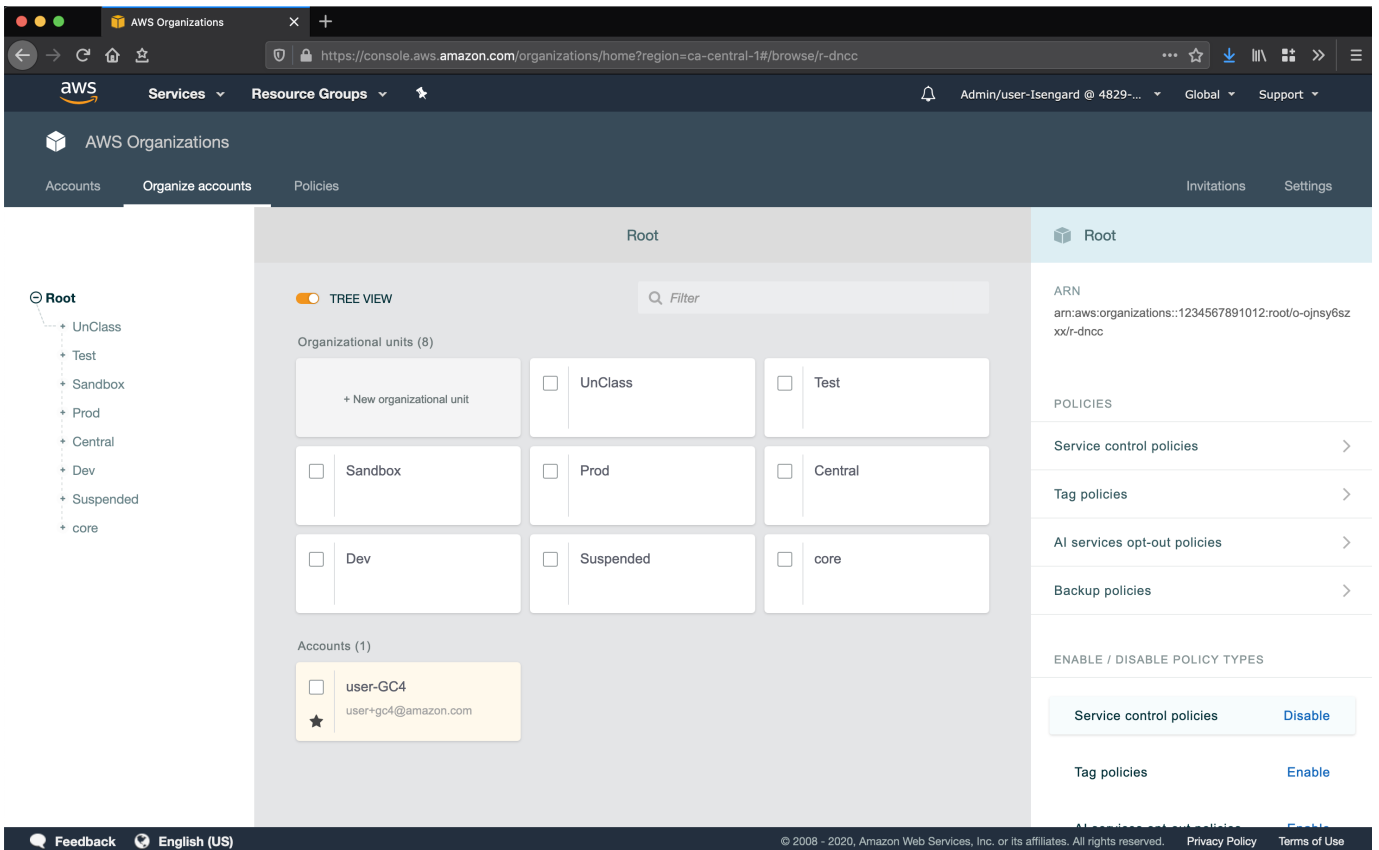 AWS Organizations
https://console.aws.amazon.com/organizations/home?region=ca-central-1#/browse/r-dncc
aws Services Resource Groups Admin/user-Isengard @ 4829-... Global Support
AWS Organizations
Accounts Organize accounts Policies Invitations Settings
Root
UnClass
Test
Sandbox
Prod
Central
Dev
Suspended
core
Root
TREE VIEW Filter
Organizational units (8)
+ New organizational unit UnClass Test
Sandbox Prod Central
Dev Suspended core
Accounts (1)
user-GC4
user+gc4@amazon.com
Root
ARN
arn:aws:organizations::1234567891012:root/o-ojnsy6sz
xx/r-dncc
POLICIES
Service control policies
Tag policies
AI services opt-out policies
Backup policies
ENABLE / DISABLE POLICY TYPES
Service control policies Disable
Tag policies Enable
AI services opt-out policies Enable
Feedback English (US) © 2008 - 2020, Amazon Web Services, Inc. or its affiliates. All rights reserved. Privacy Policy Terms of Use